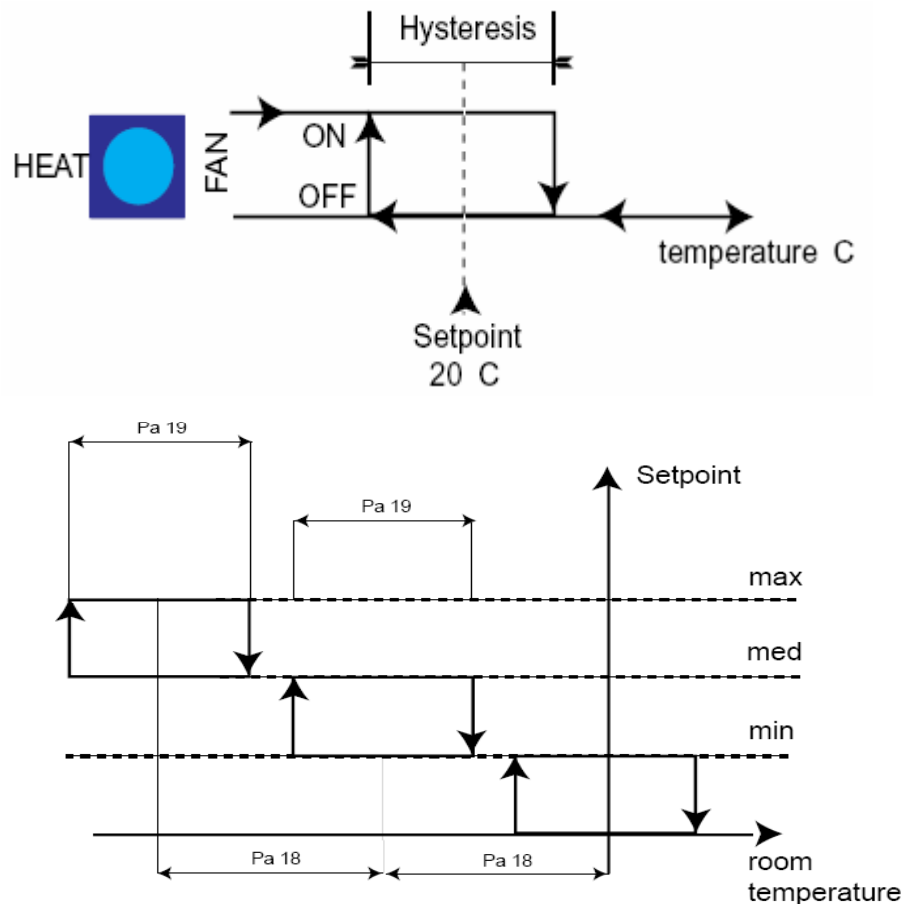 Hysteresis
HEAT
FAN
ON
OFF
temperature C
Setpoint
20 C
Pa 19
Setpoint
Pa 19
max
med
min
Pa 18
Pa 18
room
temperature